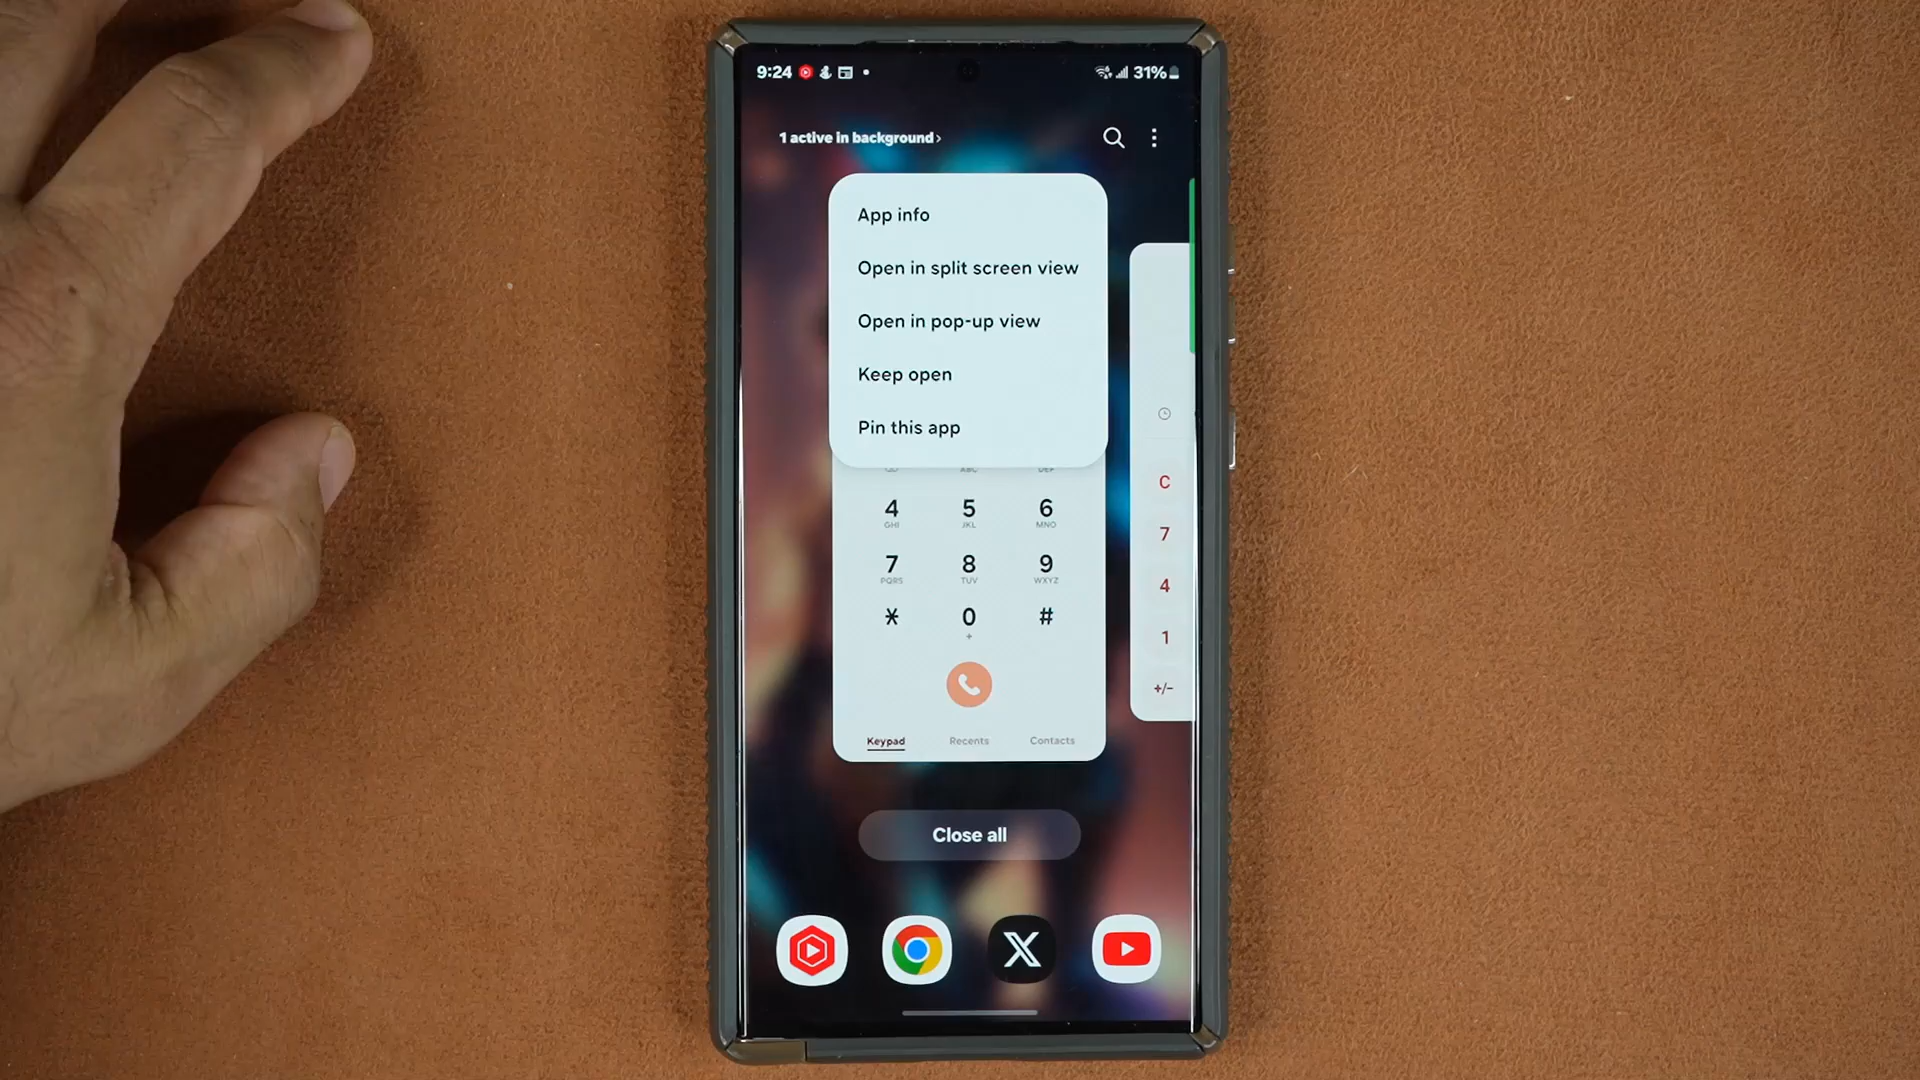 9:24
31%
1 active in background >
App info
Open in split screen view
Open in pop-up view
Keep open
Pin this app
ABC DEF
4 5 6
GHI JKL MNO
7 8 9
PQRS TUV WXYZ
* 0 #
+
Keypad Recents Contacts
C
7
4
1
+/-
Close all
X